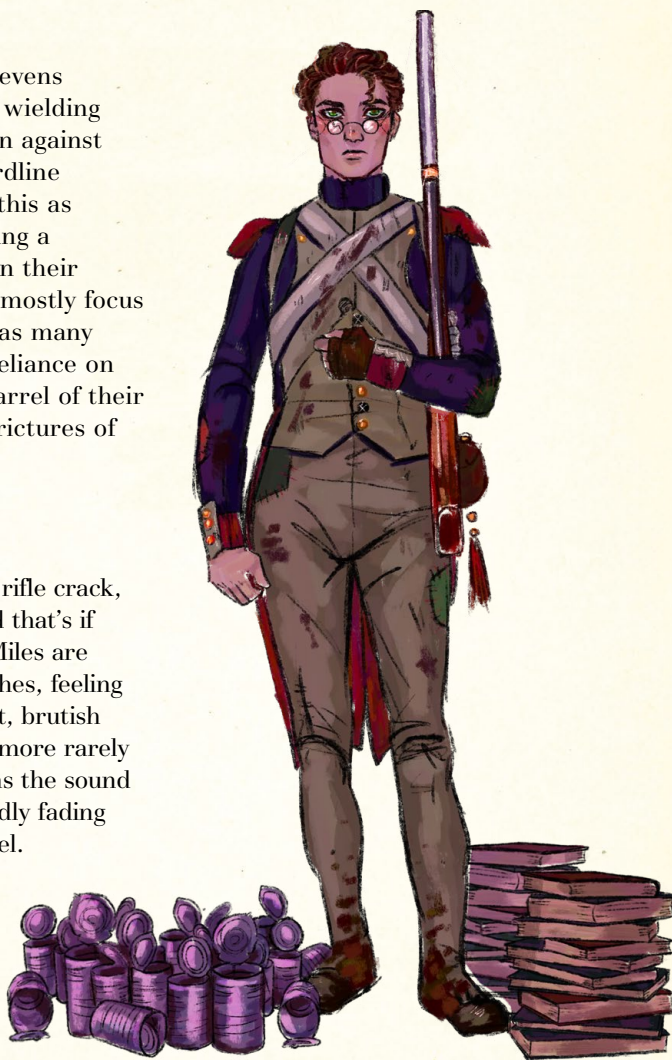 evens
wielding
n against
rdline
this as
ng a
n their
mostly focus
as many
eliance on
arrel of their
rictures of
rifle crack,
l that’s if
Miles are
hes, feeling
t, brutish
more rarely
ns the sound
dly fading
el.